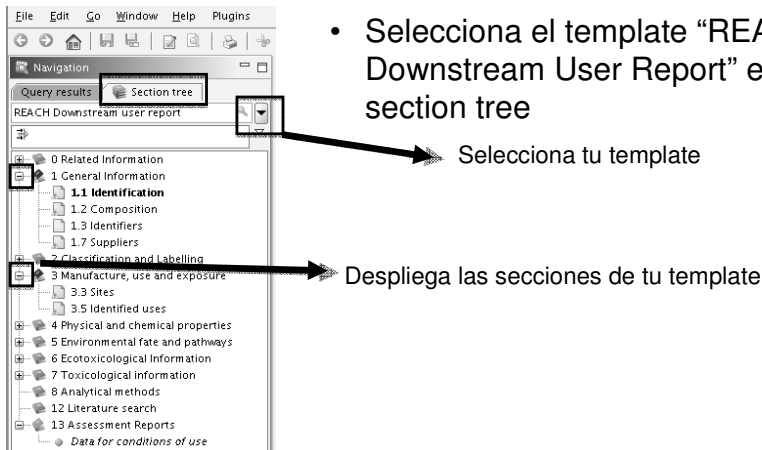 File Edit Go Window Help Plugins
Navigation
Query results Section tree
REACH Downstream user report
0 Related Information
1 General Information
1.1 Identification
1.2 Composition
1.3 Identifiers
1.7 Suppliers
2 Classification and Labelling
3 Manufacture, use and exposure
3.3 Sites
3.5 Identified uses
4 Physical and chemical properties
5 Environmental fate and pathways
6 Ecotoxicological Information
7 Toxicological information
8 Analytical methods
12 Literature search
13 Assessment Reports
Data for conditions of use
• Selecciona el template “REA
Downstream User Report” e
section tree
Selecciona tu template
Despliega las secciones de tu template